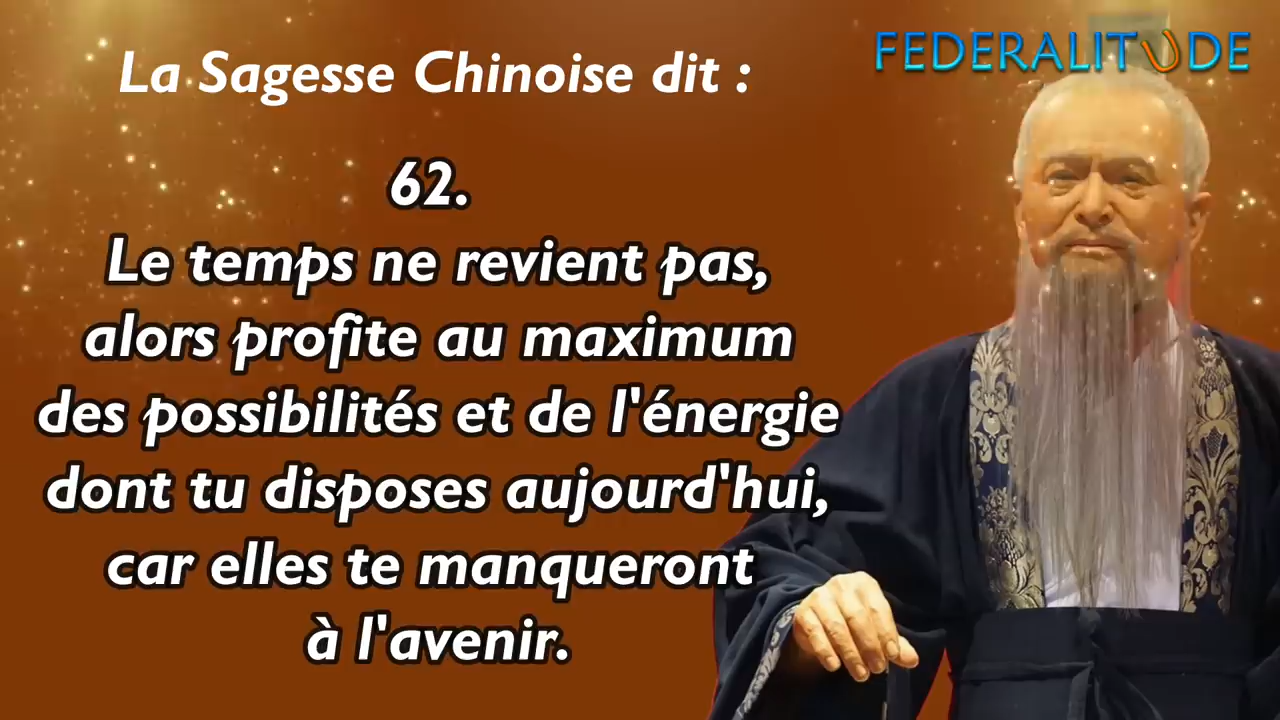 La Sagesse Chinoise dit :
FEDERALITUDE
62.
Le temps ne revient pas,
alors profite au maximum
des possibilités et de l'énergie
dont tu disposes aujourd'hui,
car elles te manqueront
à l'avenir.